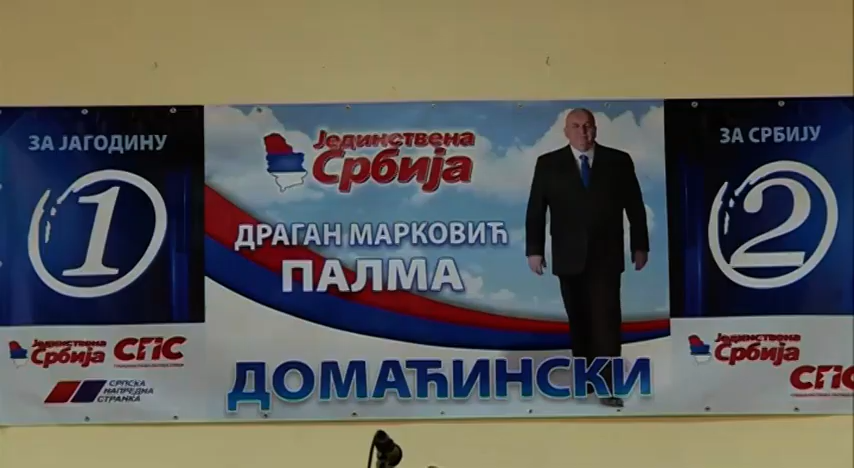 ЗА ЈАГОДИНУ
1
Јединствена
Србија
СПС
СРПСКА
НАПРЕДНА
СТРАНКА
Јединствена
Србија
ДРАГАН МАРКОВИЋ
ПАЛМА
ДОМАЋИНСКИ
ЗА СРБИЈУ
2
Јединствена
Србија
СПС